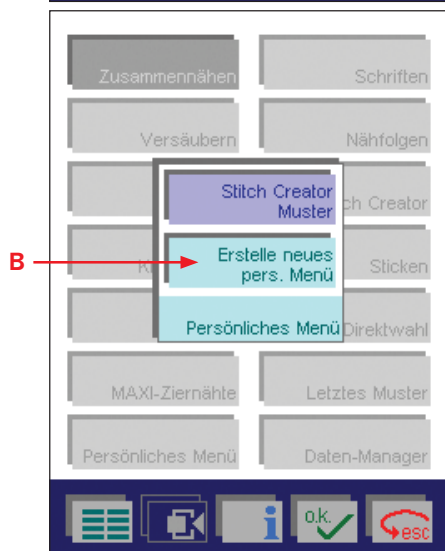 Zusammennähen
Schriften
Versäubern
Nähfolgen
Stitch Creator
Muster
ch Creator
B
K
Erstelle neues
pers. Menü
Sticken
Persönliches Menü
Direktwahl
MAXI-Ziernähte
Letztes Muster
Persönliches Menü
Daten-Manager
i
o.k.
esc